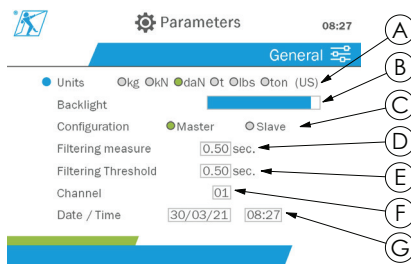 Parameters 08:27
General
A
Units kg kN daN t lbs ton (US)
B
Backlight
C
Configuration Master Slave
D
Filtering measure 0.50 sec.
E
Filtering Threshold 0.50 sec.
F
Channel 01
Date / Time 30/03/21 08:27
G